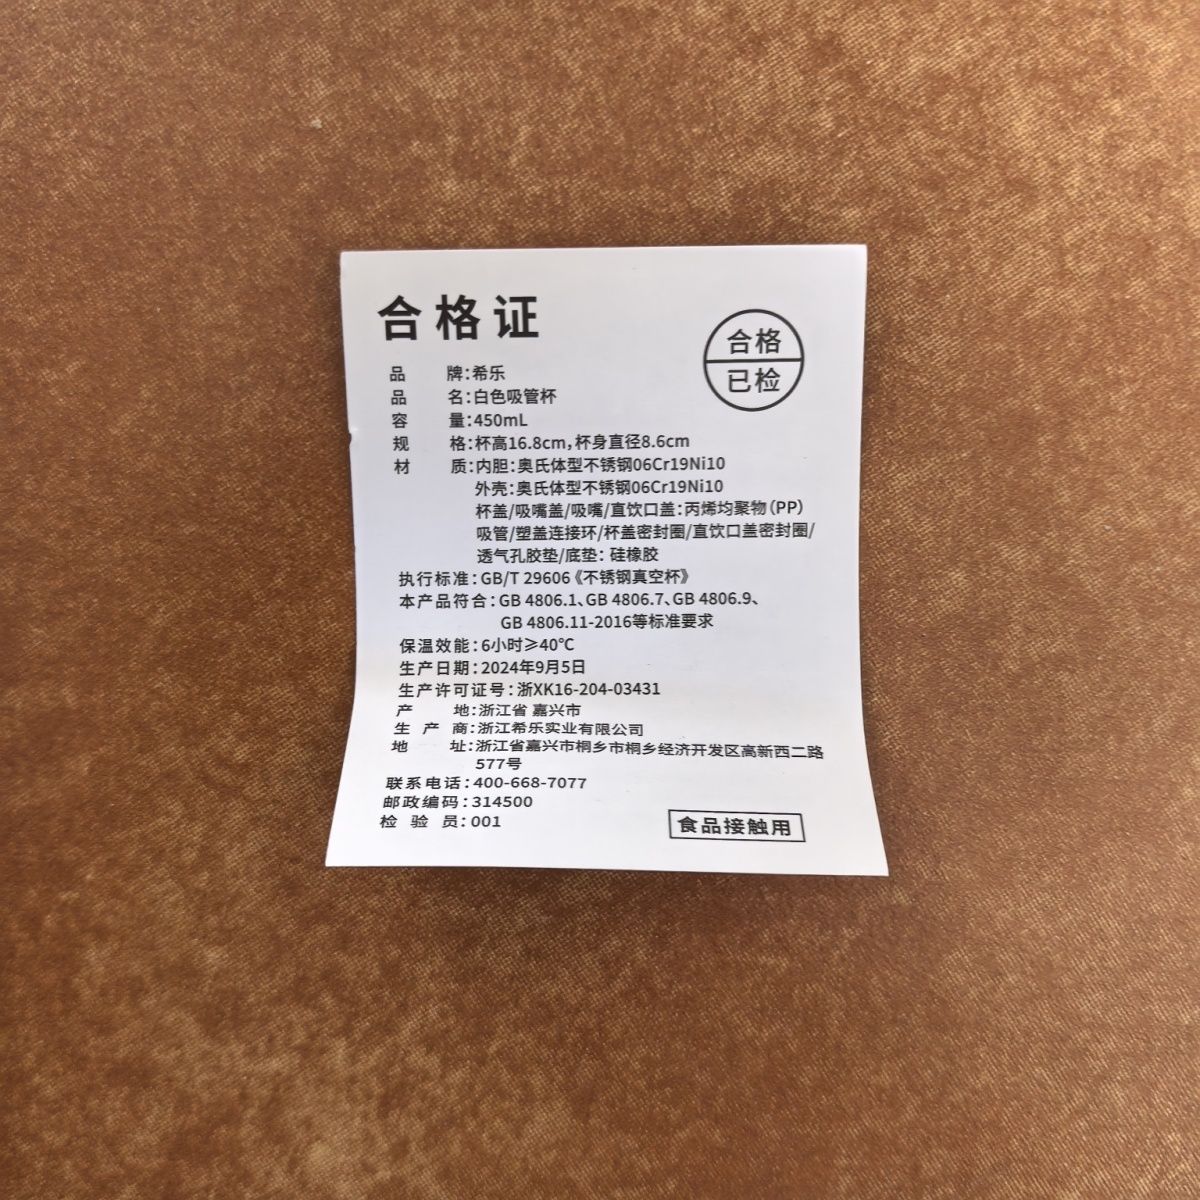 合格证
合格
已检
品 牌：希乐
品 名：白色吸管杯
容 量：450mL
规 格：杯高16.8cm，杯身直径8.6cm
材 质：内胆：奥氏体型不锈钢06Cr19Ni10
外壳：奥氏体型不锈钢06Cr19Ni10
杯盖/吸嘴盖/吸嘴/直饮口盖：丙烯均聚物（PP）
吸管/塑盖连接环/杯盖密封圈/直饮口盖密封圈/
透气孔胶垫/底垫：硅橡胶
执行标准：GB/T 29606《不锈钢真空杯》
本产品符合：GB 4806.1、GB 4806.7、GB 4806.9、
GB 4806.11-2016等标准要求
保温效能：6小时≥40℃
生产日期：2024年9月5日
生产许可证号：浙XK16-204-03431
产 地：浙江省 嘉兴市
生 产 商：浙江希乐实业有限公司
地 址：浙江省嘉兴市桐乡市桐乡经济开发区高新西二路
577号
联系电话：400-668-7077
邮政编码：314500
检 验 员：001
食品接触用